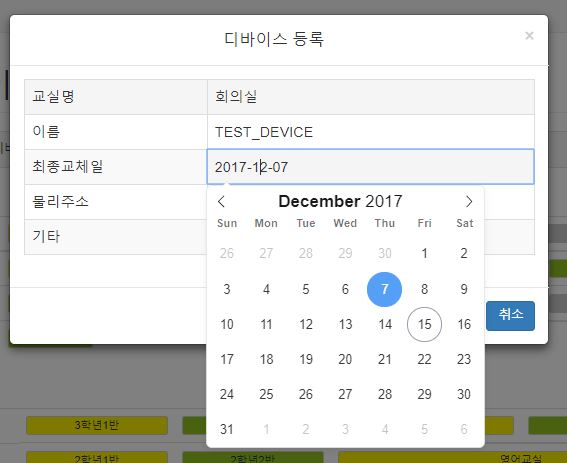 디바이스 등록 ×
교실명 회의실
이름 TEST_DEVICE
최종교체일 2017-12-07
물리주소
기타
December 2017
Sun Mon Tue Wed Thu Fri Sat
26 27 28 29 30 1 2
3 4 5 6 7 8 9
10 11 12 13 14 15 16
17 18 19 20 21 22 23
24 25 26 27 28 29 30
31 1 2 3 4 5 6
취소
3학년1반
2학년1반 2학년2반 영어교실